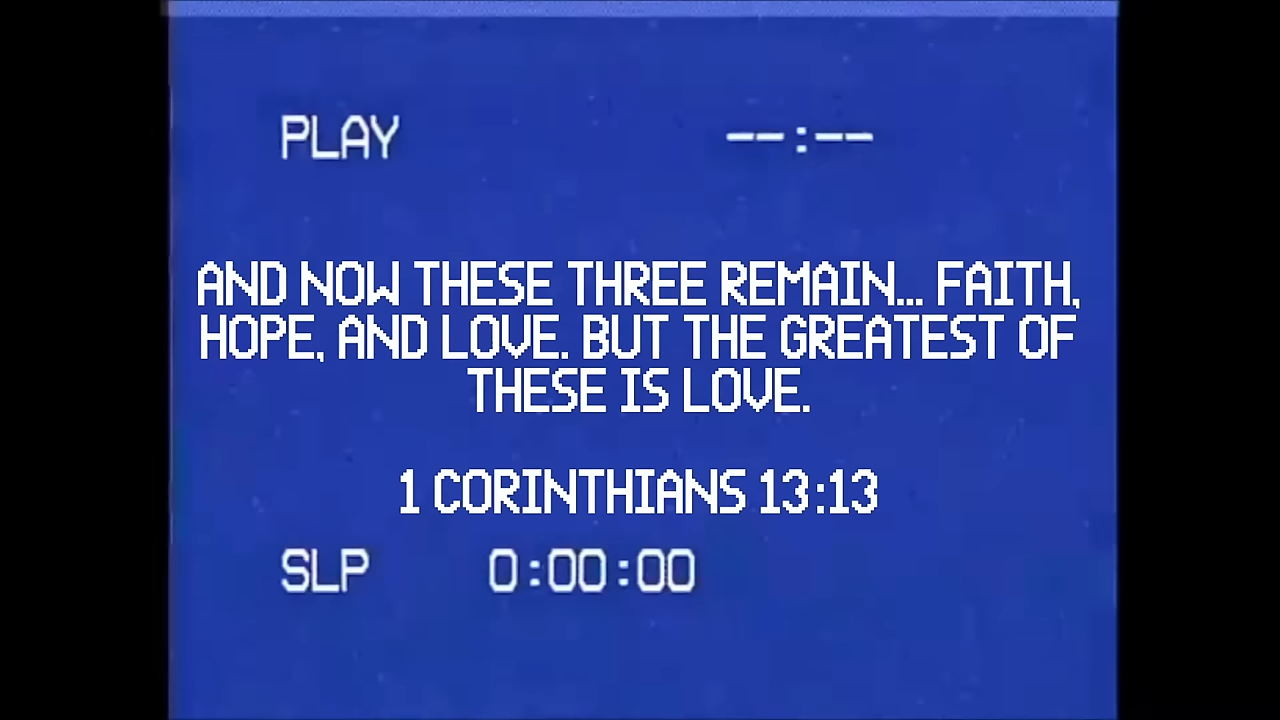 PLAY --:--
AND NOW THESE THREE REMAIN... FAITH,
HOPE, AND LOVE. BUT THE GREATEST OF
THESE IS LOVE.
1 CORINTHIANS 13:13
SLP 0:00:00